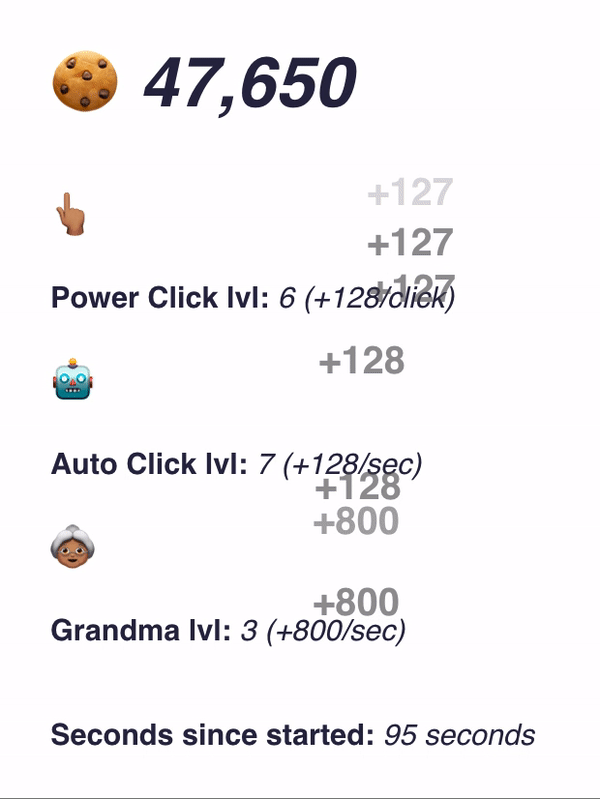 47,650
+127
+127
+127
Power Click lvl: 6 (+128/click)
+128
Auto Click lvl: 7 (+128/sec)
+128
+800
+800
Grandma lvl: 3 (+800/sec)
Seconds since started: 95 seconds